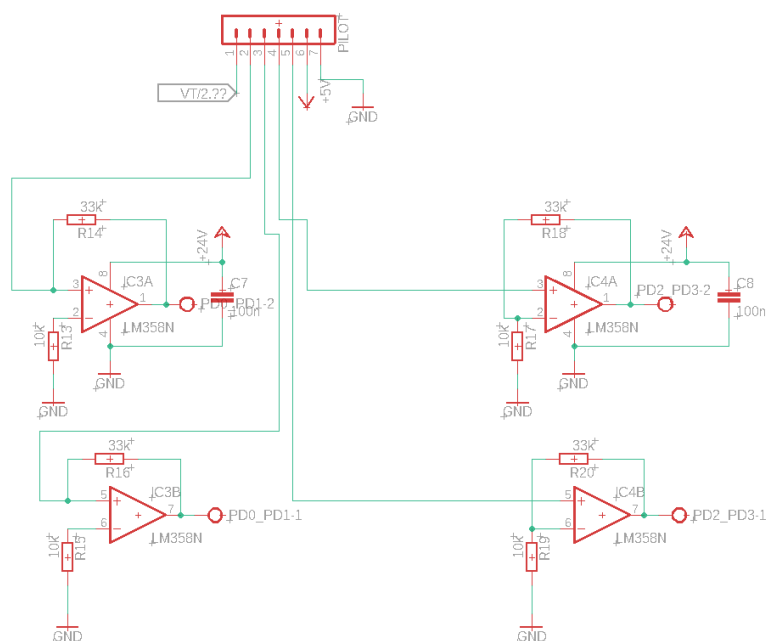 PILOT
1 2 3 4 5 6 7
VT/2.??
+5V
GND
33k
R14
+24V
8
IC3A
C7
3
1
PD0_PD1-2
100n
2
LM358N
4
10k
R13
GND
GND
33k
R18
+24V
8
IC4A
C8
3
1
PD2_PD3-2
100n
2
LM358N
4
10k
R17
GND
GND
33k
R16
IC3B
5
7
PD0_PD1-1
6
LM358N
10k
R15
GND
33k
R20
IC4B
5
7
PD2_PD3-1
6
LM358N
10k
R19
GND